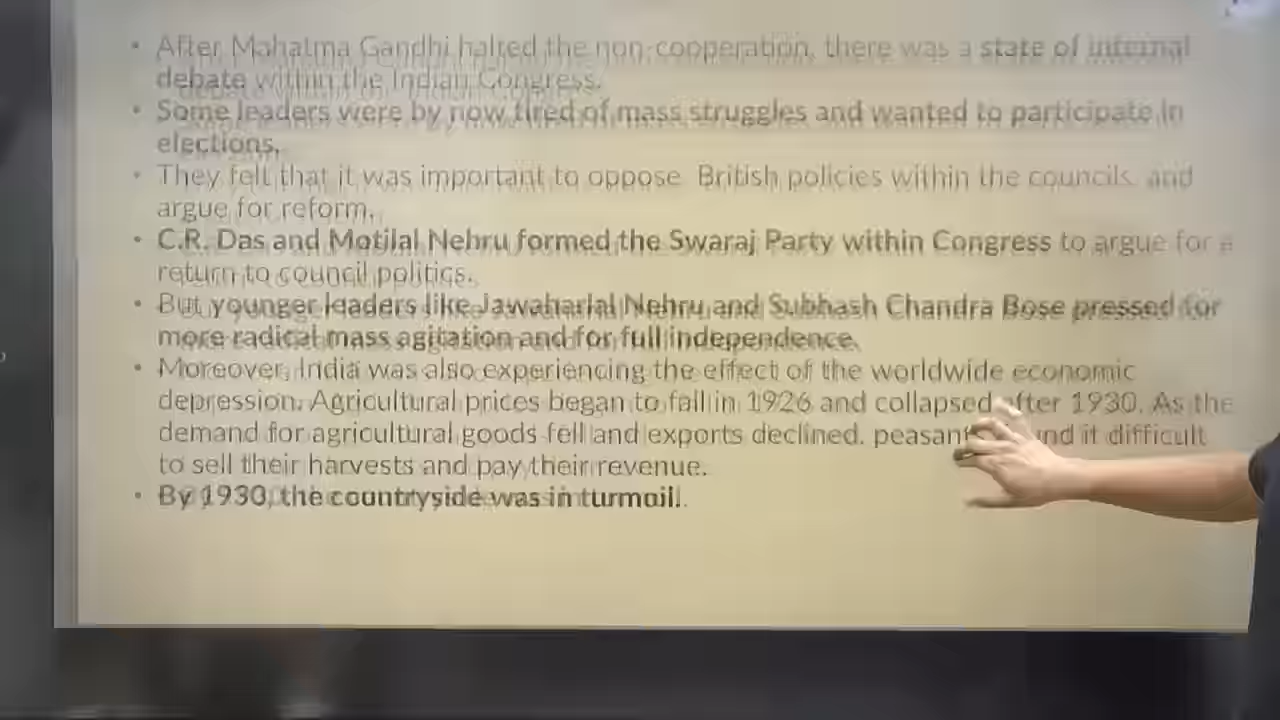 • After Mahatma Gandhi halted the non-cooperation, there was a state of internal
debate within the Indian Congress.
• Some leaders were by now tired of mass struggles and wanted to participate in
elections.
• They felt that it was important to oppose British policies within the councils, and
argue for reform.
• C.R. Das and Motilal Nehru formed the Swaraj Party within Congress to argue for a
return to council politics.
• But younger leaders like Jawaharlal Nehru and Subhash Chandra Bose pressed for
more radical mass agitation and for full independence.
• Moreover, India was also experiencing the effect of the worldwide economic
depression. Agricultural prices began to fall in 1926 and collapsed after 1930. As the
demand for agricultural goods fell and exports declined, it difficult
to sell their harvests and pay their revenue.
• By 1930, the countryside was in turmoil.